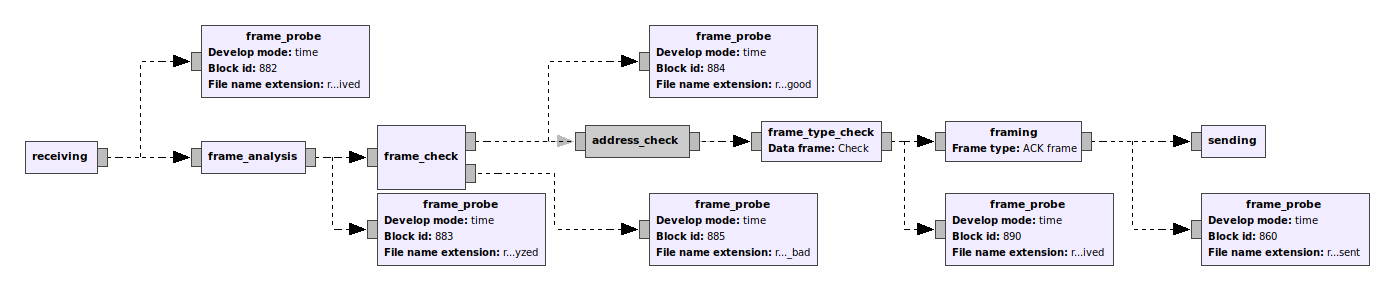 frame_probe
Develop mode: time
Block id: 882
File name extension: r...ived
frame_probe
Develop mode: time
Block id: 884
File name extension: r...good
receiving
frame_analysis
frame_check
address_check
frame_type_check
Data frame: Check
framing
Frame type: ACK frame
sending
frame_probe
Develop mode: time
Block id: 883
File name extension: r...yzed
frame_probe
Develop mode: time
Block id: 885
File name extension: r..._bad
frame_probe
Develop mode: time
Block id: 890
File name extension: r...ived
frame_probe
Develop mode: time
Block id: 860
File name extension: r...sent